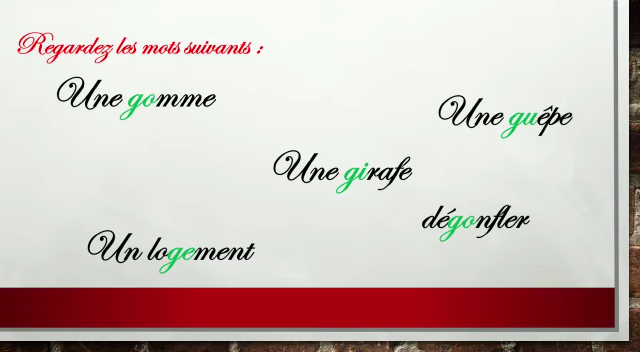 Regardez les mots suivants :
Une gomme
Une guêpe
Une girafe
dégonfler
Un logement